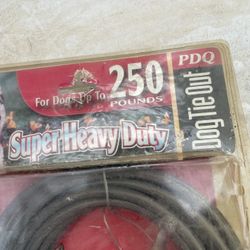 For Dogs Up To 250
POUNDS
Super Heavy Duty
PDQ
Dog Tie Out